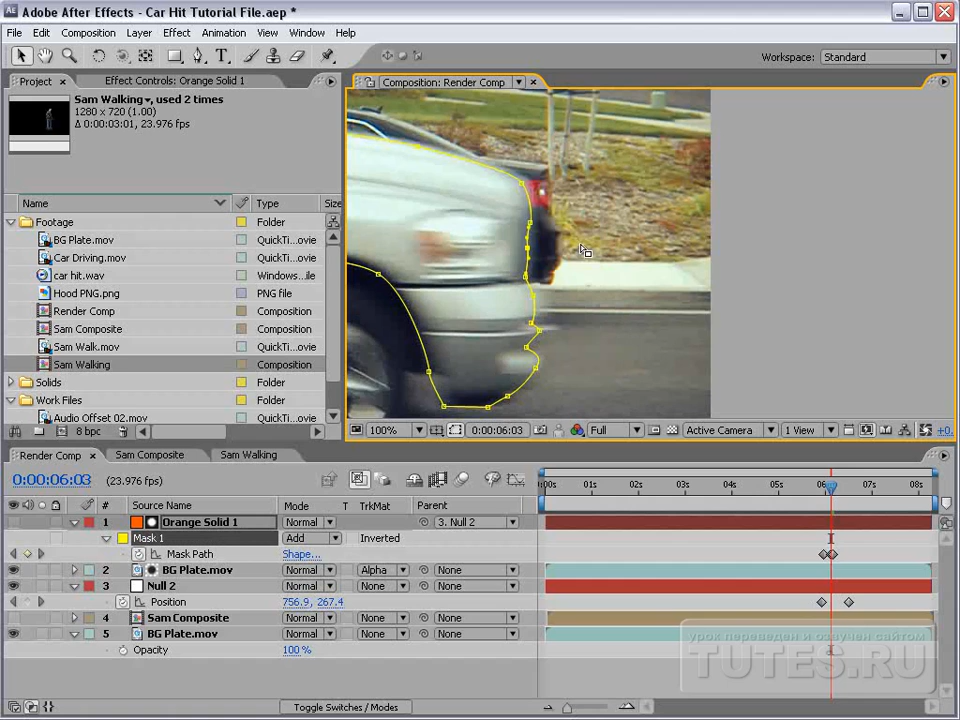 Adobe After Effects - Car Hit Tutorial File.aep *
File Edit Composition Layer Effect Animation View Window Help
Workspace: Standard
Project Effect Controls: Orange Solid 1
Composition: Render Comp
Sam Walking, used 2 times
1280 x 720 (1.00)
Δ 0:00:03:01, 23.976 fps
Name Type Size
Footage Folder
BG Plate.mov QuickTi...ovie
Car Driving.mov QuickTi...ovie
car hit.wav Windows...ile
Hood PNG.png PNG file
Render Comp Composition
Sam Composite Composition
Sam Walk.mov QuickTi...ovie
Sam Walking Composition
Solids Folder
Work Files Folder
Audio Offset 02.mov QuickTi...ovie
8 bpc
100% 0:00:06:03 Full Active Camera 1 View +0.
Render Comp Sam Composite Sam Walking
0:00:06:03 (23.976 fps)
:00s 01s 02s 03s 04s 05s 06s 07s 08s
# Source Name Mode T TrkMat Parent
1 Orange Solid 1 Normal 3. Null 2
Mask 1 Add Inverted
Mask Path Shape...
2 BG Plate.mov Normal Alpha None
3 Null 2 Normal None None
Position 756.9, 267.4
4 Sam Composite Normal None None
5 BG Plate.mov Normal None None
Opacity 100 %
урок переведен и озвучен сайтом
TUTES.RU
Toggle Switches / Modes